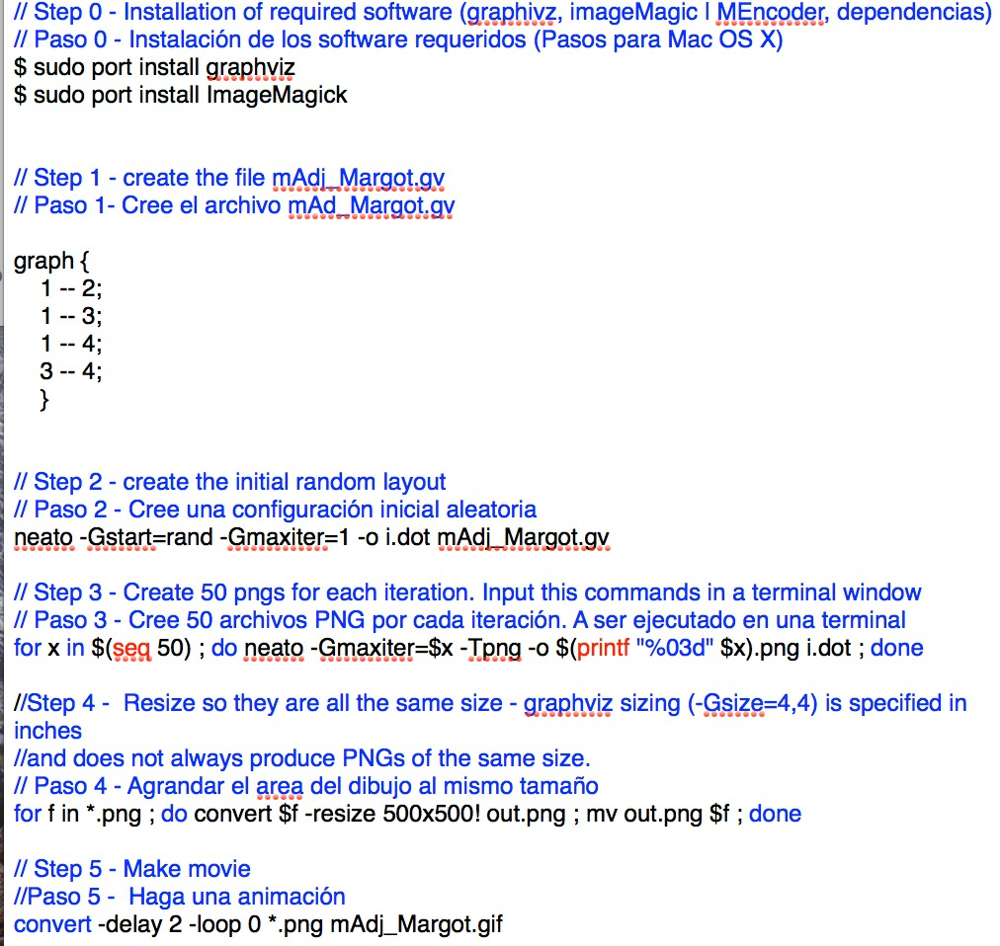 // Step 0 - Installation of required software (graphivz, imageMagic | MEncoder, dependencias)
// Paso 0 - Instalación de los software requeridos (Pasos para Mac OS X)
$ sudo port install graphviz
$ sudo port install ImageMagick
// Step 1 - create the file mAdj_Margot.gv
// Paso 1- Cree el archivo mAd_Margot.gv
graph {
1 -- 2;
1 -- 3;
1 -- 4;
3 -- 4;
}
// Step 2 - create the initial random layout
// Paso 2 - Cree una configuración inicial aleatoria
neato -Gstart=rand -Gmaxiter=1 -o i.dot mAdj_Margot.gv
// Step 3 - Create 50 pngs for each iteration. Input this commands in a terminal window
// Paso 3 - Cree 50 archivos PNG por cada iteración. A ser ejecutado en una terminal
for x in $(seq 50) ; do neato -Gmaxiter=$x -Tpng -o $(printf "%03d" $x).png i.dot ; done
//Step 4 -  Resize so they are all the same size - graphviz sizing (-Gsize=4,4) is specified in
inches
//and does not always produce PNGs of the same size.
// Paso 4 - Agrandar el area del dibujo al mismo tamaño
for f in *.png ; do convert $f -resize 500x500! out.png ; mv out.png $f ; done
// Step 5 - Make movie
//Paso 5 -  Haga una animación
convert -delay 2 -loop 0 *.png mAdj_Margot.gif